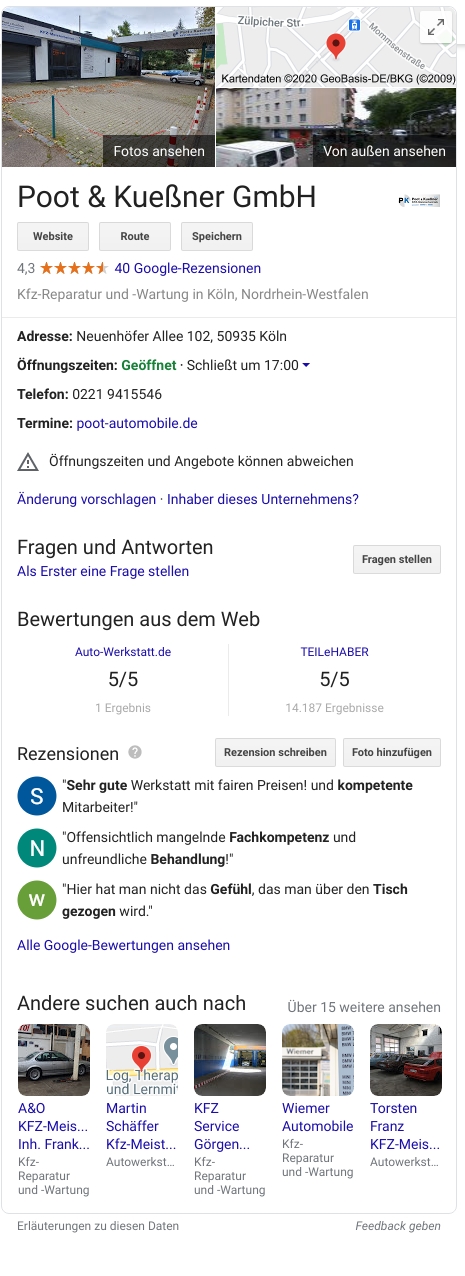 Zülpicher Str.
Mommsenstraße
Kartendaten ©2020 GeoBasis-DE/BKG (©2009)
Fotos ansehen
Von außen ansehen
Poot & Kueßner GmbH
Website
Route
Speichern
4,3
40 Google-Rezensionen
Kfz-Reparatur und -Wartung in Köln, Nordrhein-Westfalen
Adresse: Neuenhöfer Allee 102, 50935 Köln
Öffnungszeiten: Geöffnet · Schließt um 17:00
Telefon: 0221 9415546
Termine: poot-automobile.de
Öffnungszeiten und Angebote können abweichen
Änderung vorschlagen · Inhaber dieses Unternehmens?
Fragen und Antworten
Fragen stellen
Als Erster eine Frage stellen
Bewertungen aus dem Web
Auto-Werkstatt.de
TEILeHABER
5/5
5/5
1 Ergebnis
14.187 Ergebnisse
Rezensionen ?
Rezension schreiben
Foto hinzufügen
S
"Sehr gute Werkstatt mit fairen Preisen! und kompetente
Mitarbeiter!"
N
"Offensichtlich mangelnde Fachkompetenz und
unfreundliche Behandlung!"
W
"Hier hat man nicht das Gefühl, das man über den Tisch
gezogen wird."
Alle Google-Bewertungen ansehen
Andere suchen auch nach
Über 15 weitere ansehen
Log, Therap
und Lernmi
Wiemer
A&O
KFZ-Meis...
Inh. Frank...
Kfz-
Reparatur
und -Wartung
Martin
Schäffer
Kfz-Meist...
Autowerkst...
KFZ
Service
Görgen...
Kfz-
Reparatur
und -Wartung
Wiemer
Automobile
Kfz-
Reparatur
und -Wartung
Torsten
Franz
KFZ-Meis...
Autowerkst...
Erläuterungen zu diesen Daten
Feedback geben